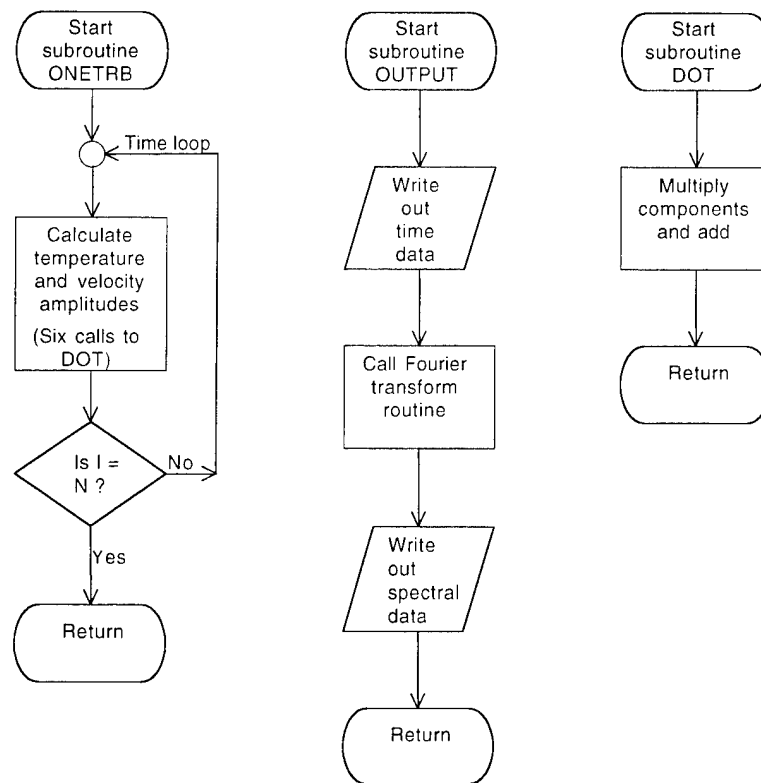 Start
subroutine
ONETRB
Time loop
Calculate
temperature
and velocity
amplitudes
(Six calls to
DOT)
Is I =
N ?
No
Yes
Return
Start
subroutine
OUTPUT
Write
out
time
data
Call Fourier
transform
routine
Write
out
spectral
data
Return
Start
subroutine
DOT
Multiply
components
and add
Return